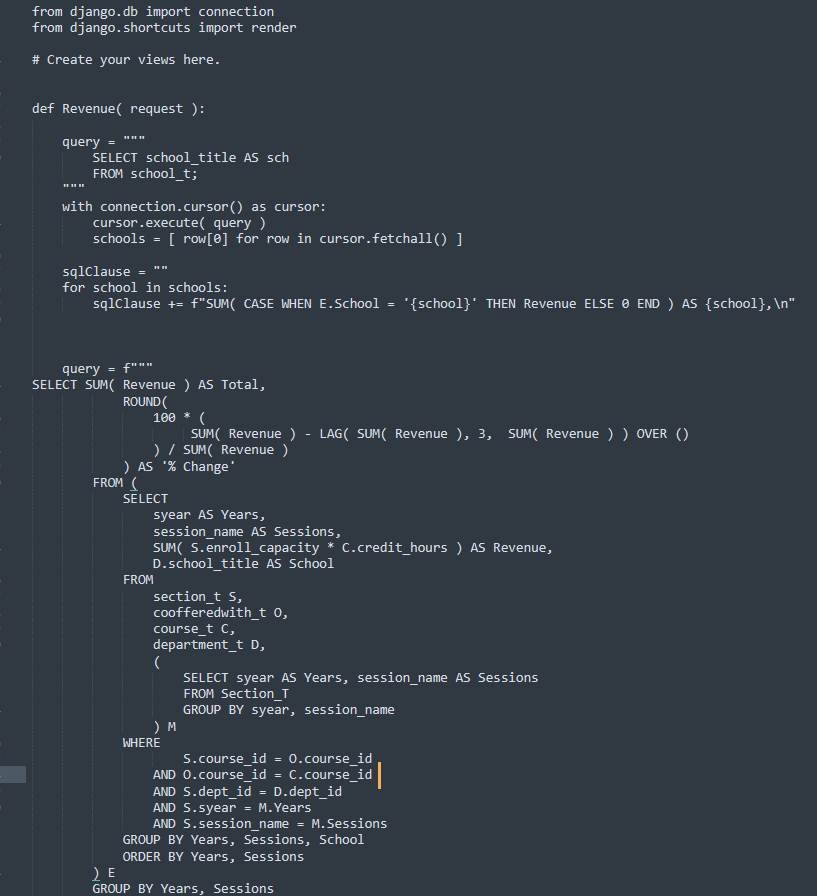 from django.db import connection
from django.shortcuts import render
# Create your views here.
def Revenue( request ):
query = """
SELECT school_title AS sch
FROM school_t;
"""
with connection.cursor() as cursor:
cursor.execute( query )
schools = [ row[0] for row in cursor.fetchall() ]
sqlClause = ""
for school in schools:
sqlClause += f"SUM( CASE WHEN E.School = '{school}' THEN Revenue ELSE 0 END ) AS {school},\n"
query = f"""
SELECT SUM( Revenue ) AS Total,
ROUND(
100 * (
SUM( Revenue ) - LAG( SUM( Revenue ), 3,  SUM( Revenue ) ) OVER ()
) / SUM( Revenue )
) AS '% Change'
FROM (
SELECT
syear AS Years,
session_name AS Sessions,
SUM( S.enroll_capacity * C.credit_hours ) AS Revenue,
D.school_title AS School
FROM
section_t S,
coofferedwith_t O,
course_t C,
department_t D,
(
SELECT syear AS Years, session_name AS Sessions
FROM Section_T
GROUP BY syear, session_name
) M
WHERE
S.course_id = O.course_id
AND O.course_id = C.course_id
AND S.dept_id = D.dept_id
AND S.syear = M.Years
AND S.session_name = M.Sessions
GROUP BY Years, Sessions, School
ORDER BY Years, Sessions
) E
GROUP BY Years, Sessions